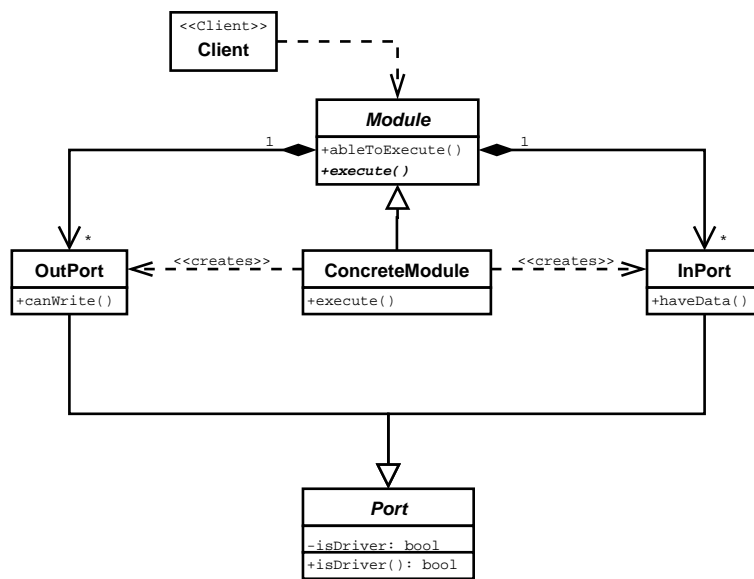 <<Client>>
Client
Module
+ableToExecute()
+execute()
1
1
*
*
OutPort
+canWrite()
<<creates>>
ConcreteModule
+execute()
<<creates>>
InPort
+haveData()
Port
-isDriver: bool
+isDriver(): bool